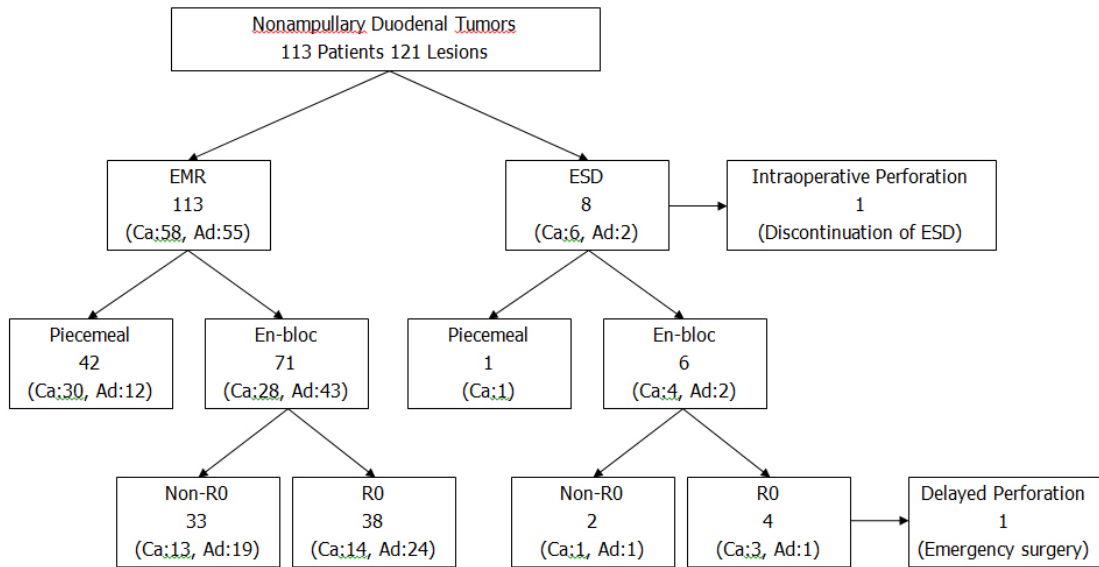 Nonampullary Duodenal Tumors
113 Patients 121 Lesions
EMR
113
(Ca:58, Ad:55)
ESD
8
(Ca:6, Ad:2)
Intraoperative Perforation
1
(Discontinuation of ESD)
Piecemeal
42
(Ca:30, Ad:12)
En-bloc
71
(Ca:28, Ad:43)
Piecemeal
1
(Ca:1)
En-bloc
6
(Ca:4, Ad:2)
Non-R0
33
(Ca:13, Ad:19)
R0
38
(Ca:14, Ad:24)
Non-R0
2
(Ca:1, Ad:1)
R0
4
(Ca:3, Ad:1)
Delayed Perforation
1
(Emergency surgery)